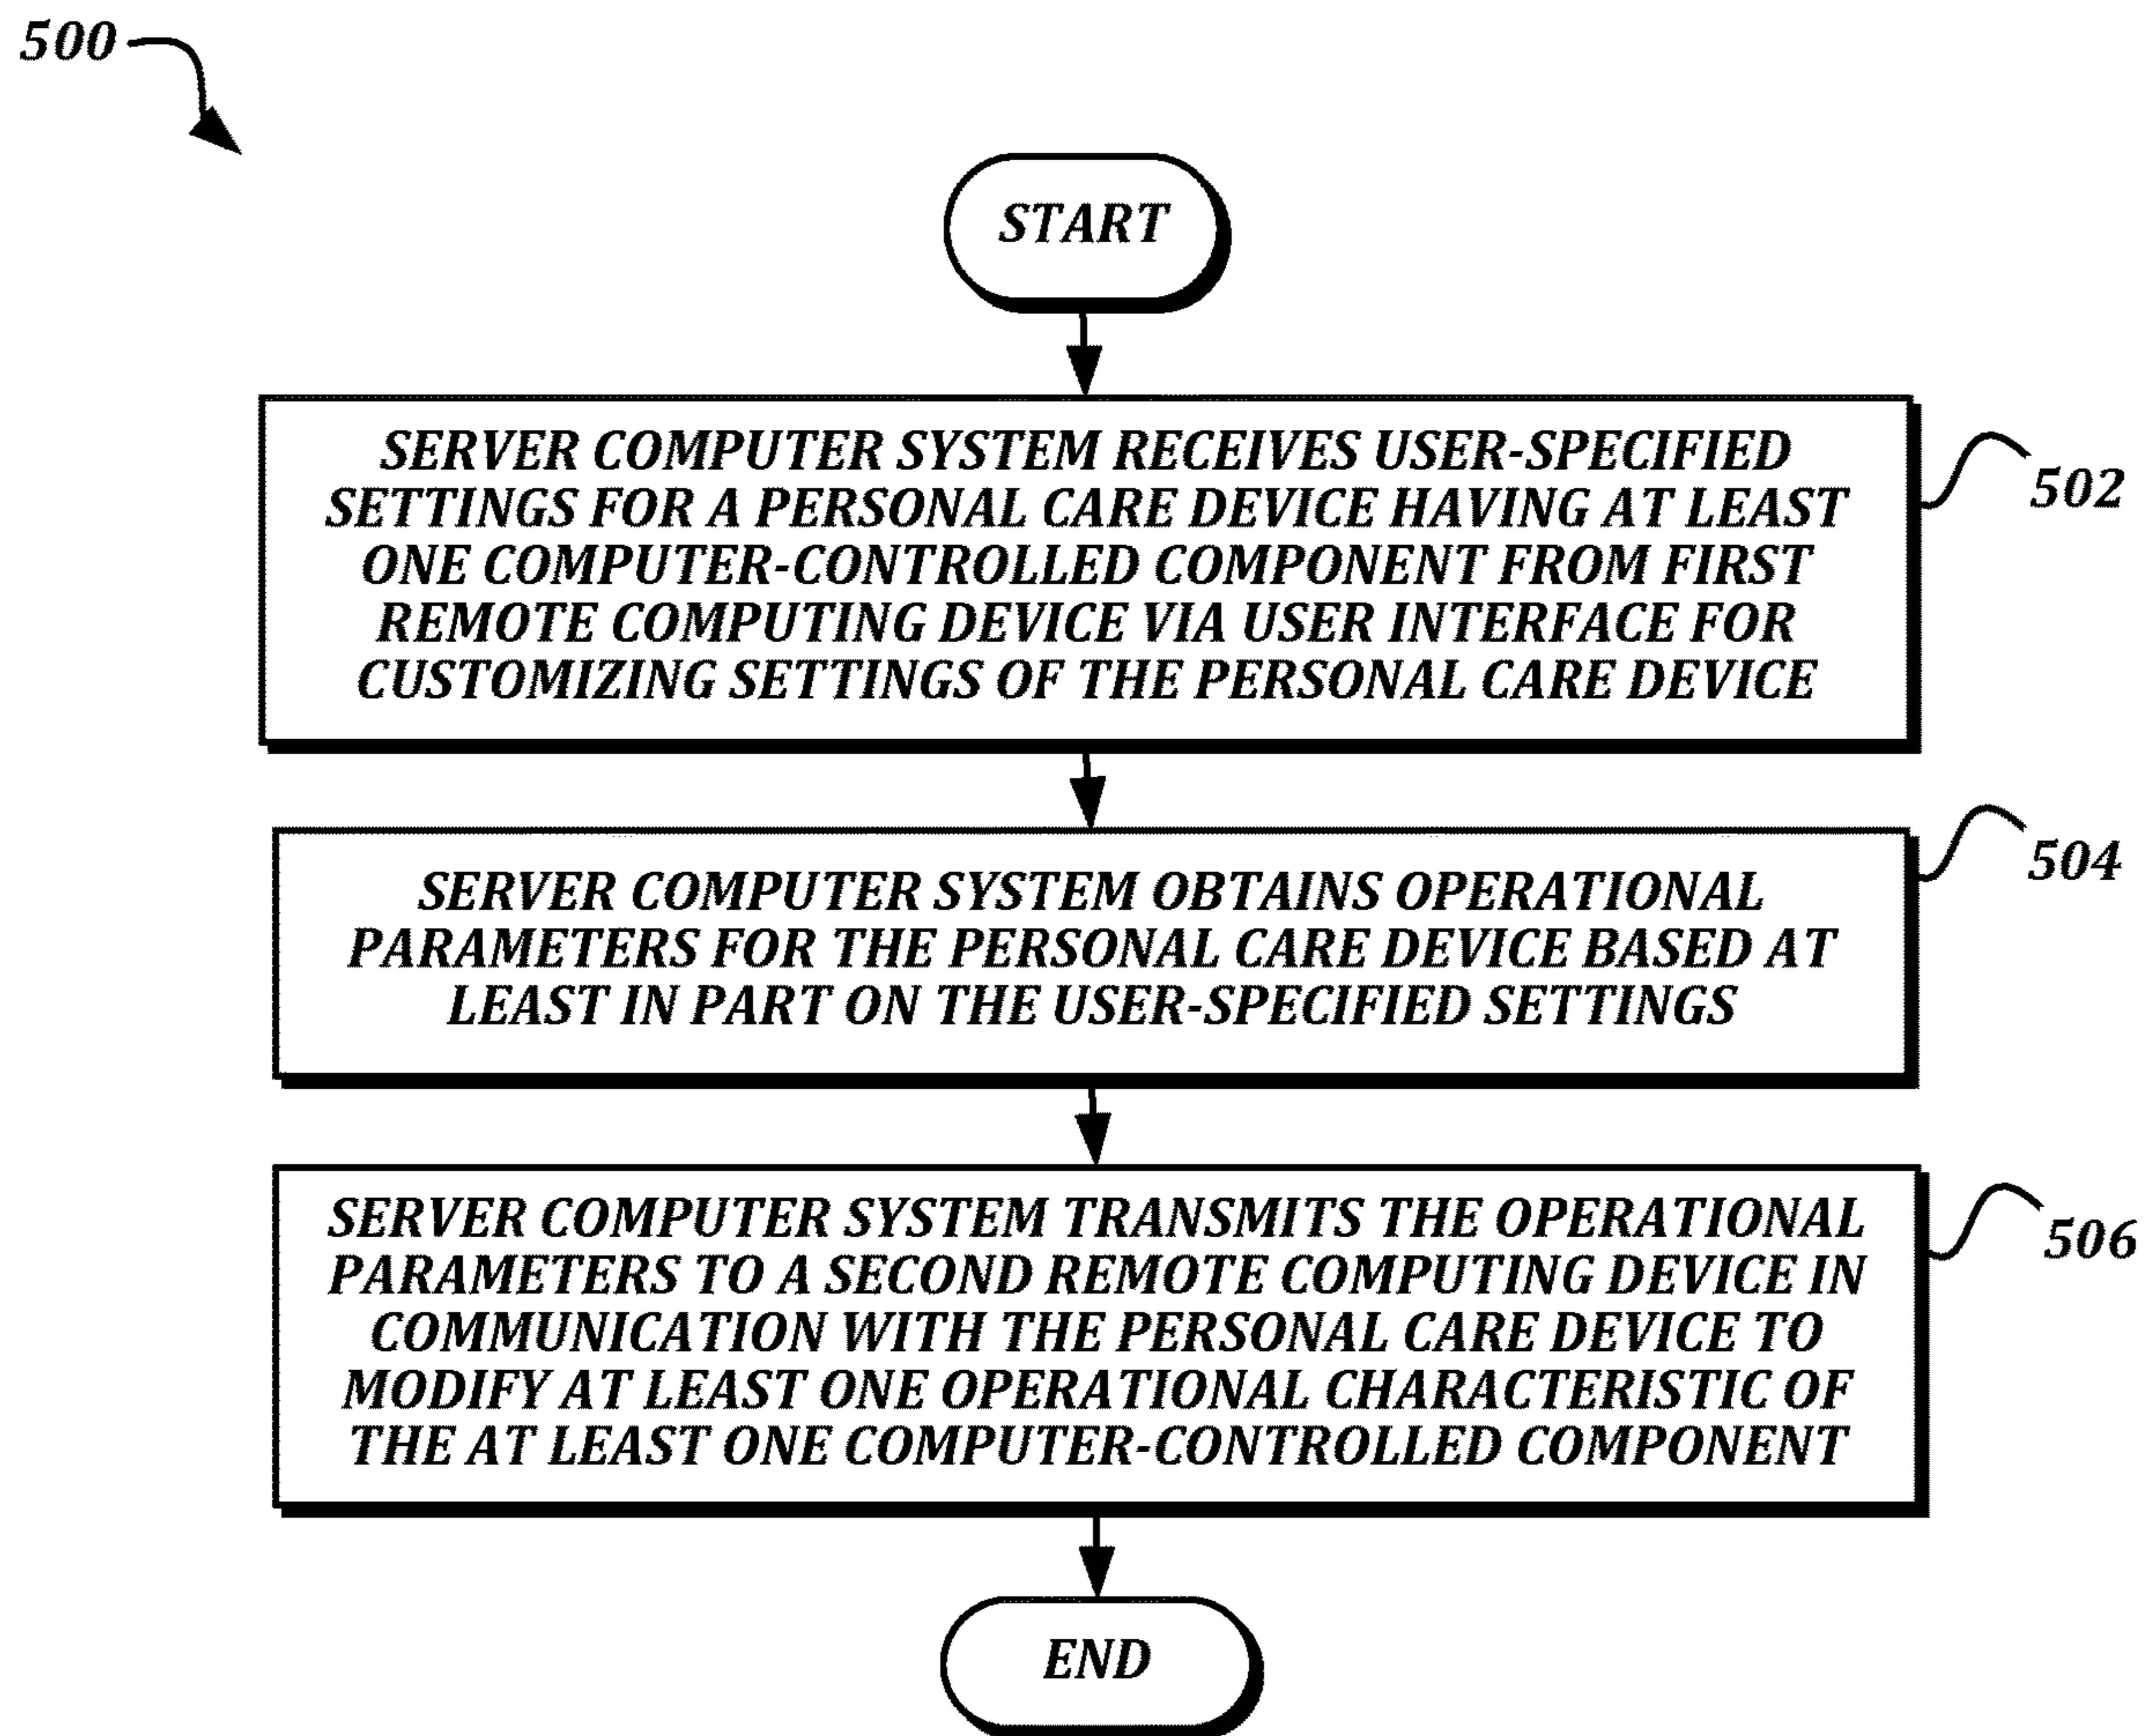 500
START
SERVER COMPUTER SYSTEM RECEIVES USER-SPECIFIED
SETTINGS FOR A PERSONAL CARE DEVICE HAVING AT LEAST
ONE COMPUTER-CONTROLLED COMPONENT FROM FIRST
REMOTE COMPUTING DEVICE VIA USER INTERFACE FOR
CUSTOMIZING SETTINGS OF THE PERSONAL CARE DEVICE
502
SERVER COMPUTER SYSTEM OBTAINS OPERATIONAL
PARAMETERS FOR THE PERSONAL CARE DEVICE BASED AT
LEAST IN PART ON THE USER-SPECIFIED SETTINGS
504
SERVER COMPUTER SYSTEM TRANSMITS THE OPERATIONAL
PARAMETERS TO A SECOND REMOTE COMPUTING DEVICE IN
COMMUNICATION WITH THE PERSONAL CARE DEVICE TO
MODIFY AT LEAST ONE OPERATIONAL CHARACTERISTIC OF
THE AT LEAST ONE COMPUTER-CONTROLLED COMPONENT
506
END